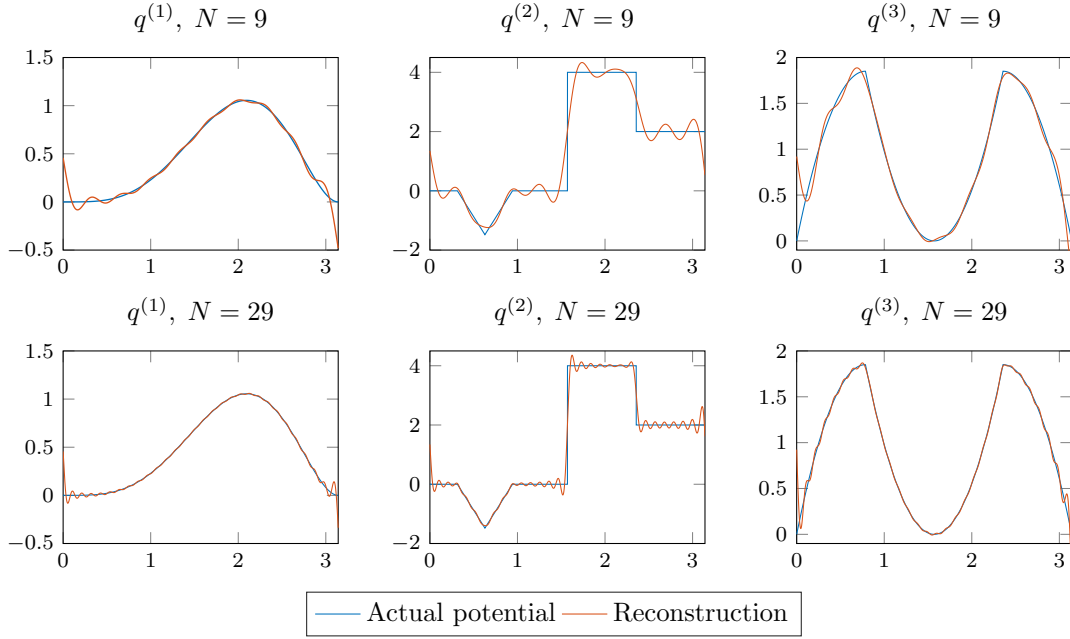 q^{(1)}, N = 9
q^{(2)}, N = 9
q^{(3)}, N = 9
1.5
1
0.5
0
−0.5
0 1 2 3
4
2
0
−2
0 1 2 3
2
1.5
1
0.5
0
0 1 2 3
q^{(1)}, N = 29
q^{(2)}, N = 29
q^{(3)}, N = 29
1.5
1
0.5
0
−0.5
0 1 2 3
4
2
0
−2
0 1 2 3
2
1.5
1
0.5
0
0 1 2 3
Actual potential Reconstruction